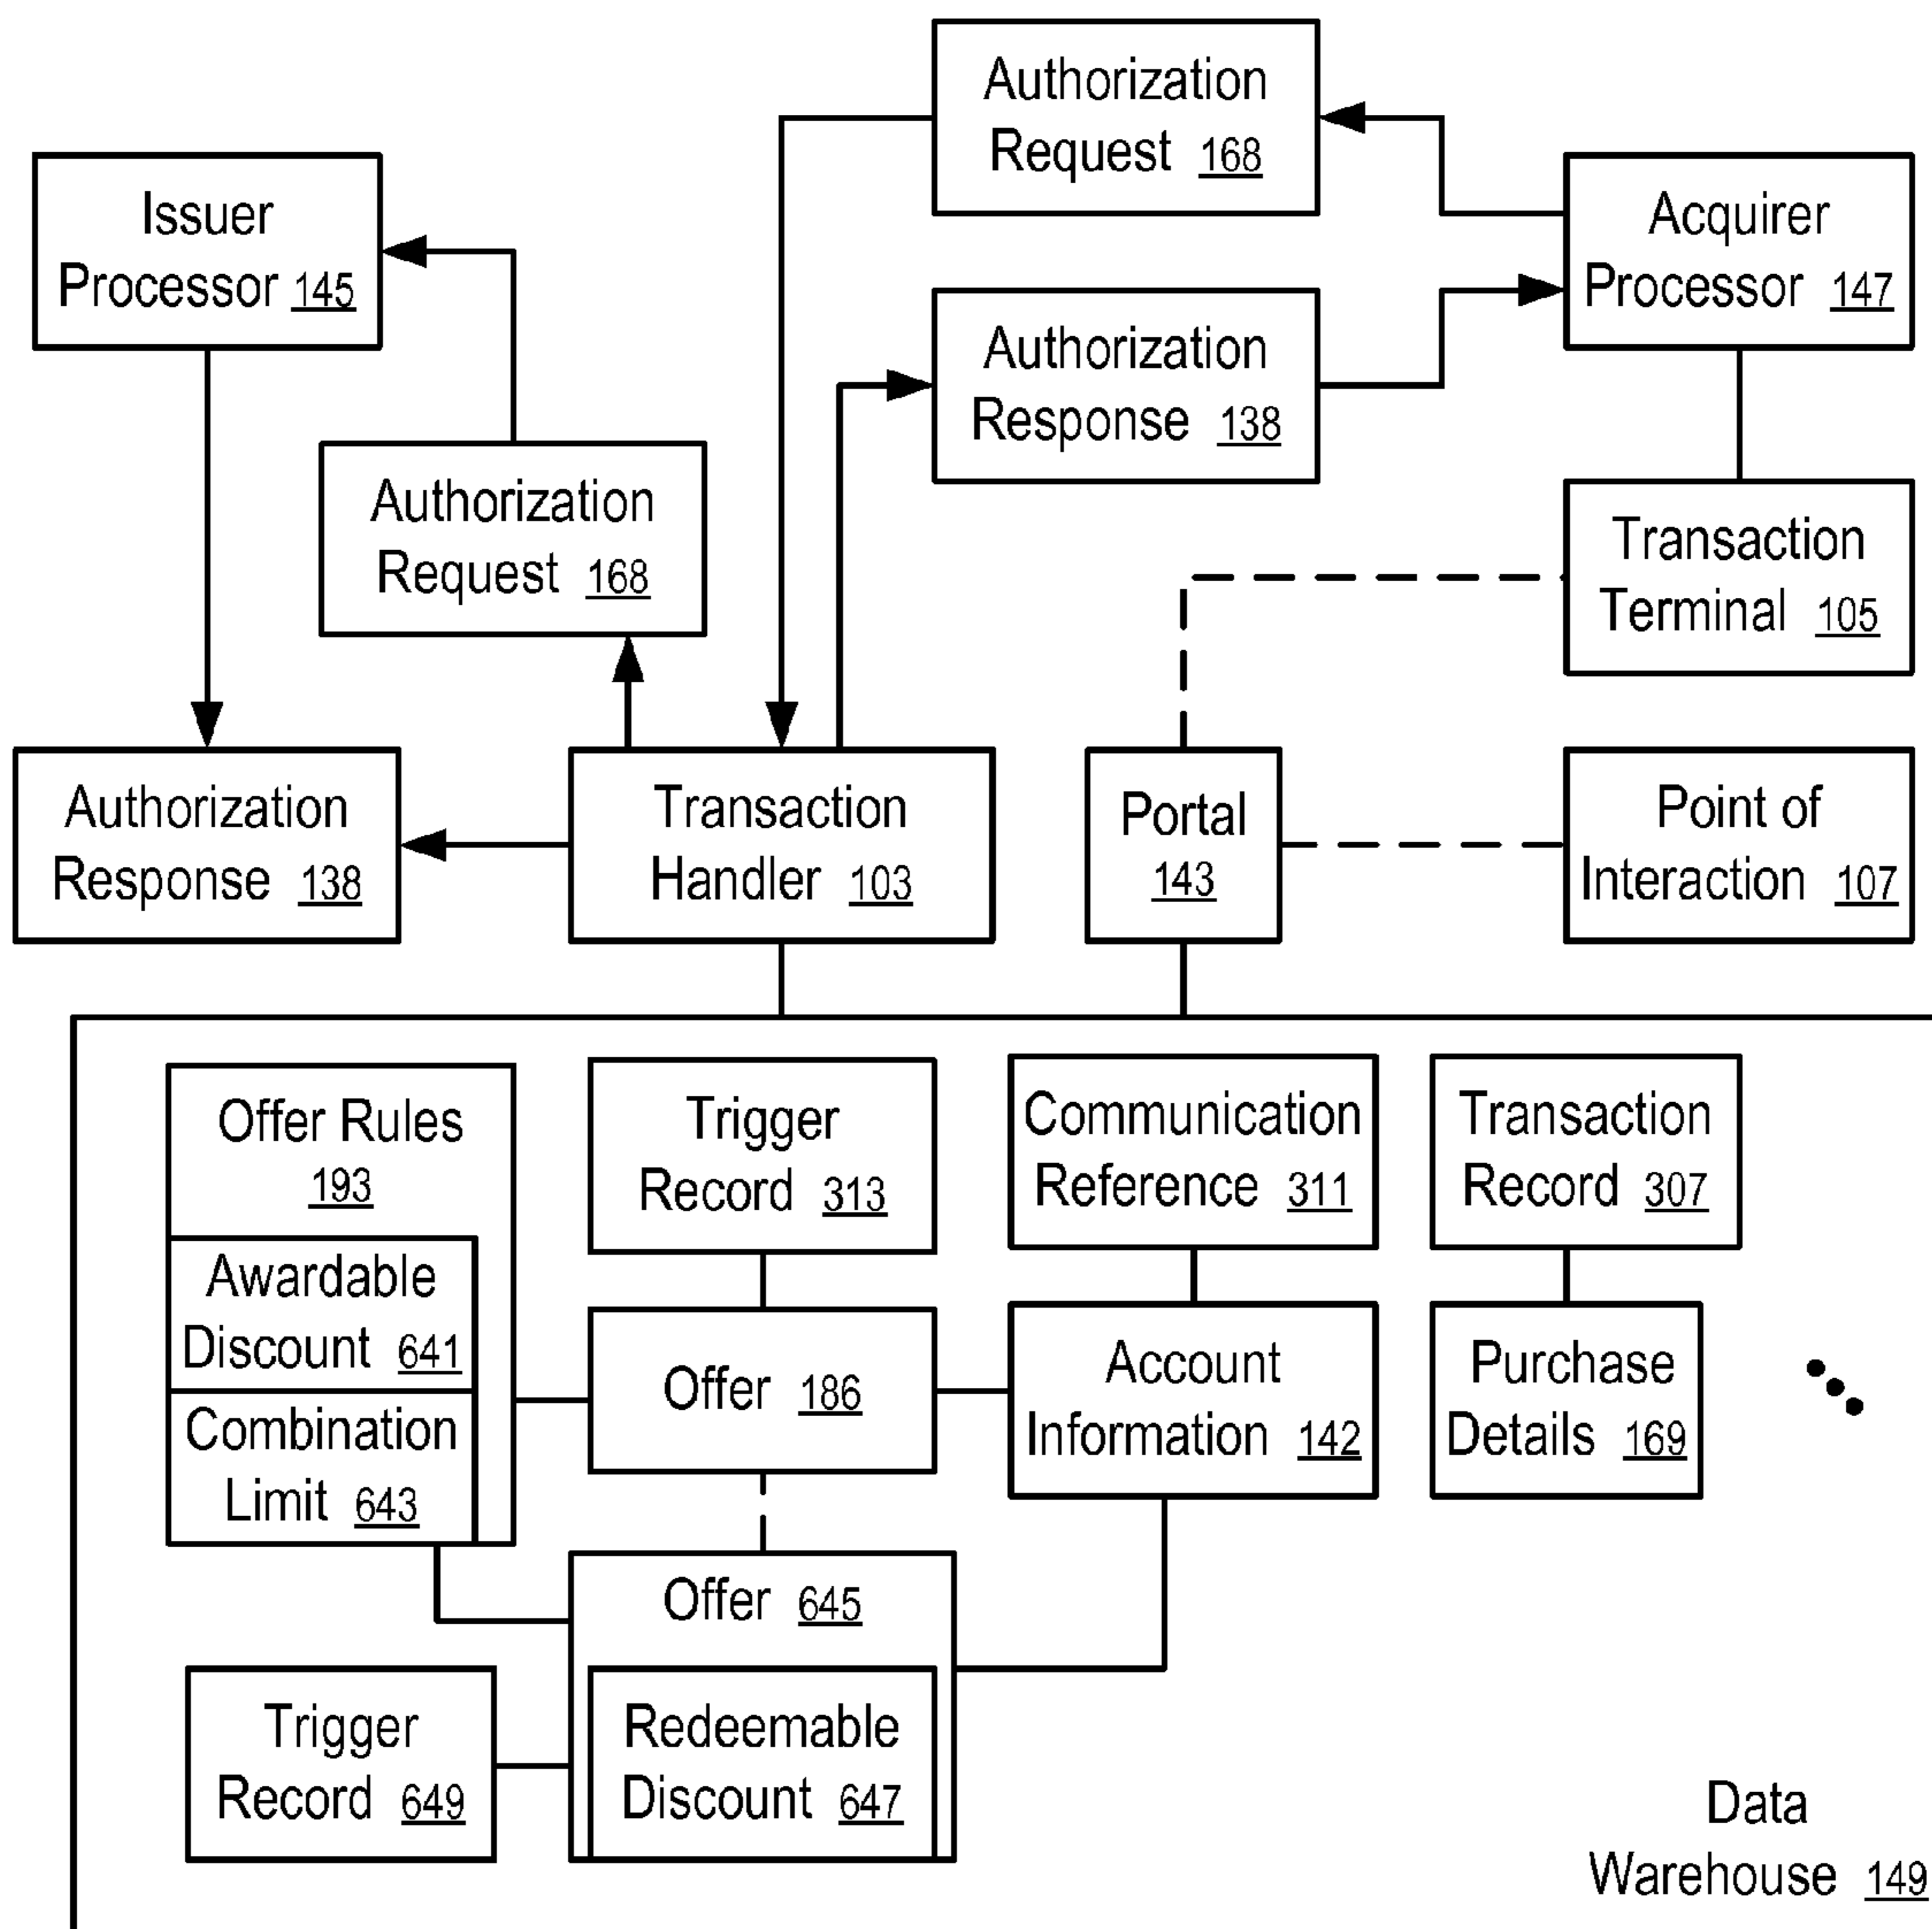 Authorization
Request 168
Issuer
Processor 145
Acquirer
Processor 147
Authorization
Response 138
Authorization
Request 168
Transaction
Terminal 105
Authorization
Response 138
Transaction
Handler 103
Portal
143
Point of
Interaction 107
Offer Rules
193
Trigger
Record 313
Communication
Reference 311
Transaction
Record 307
Awardable
Discount 641
Combination
Limit 643
Offer 186
Account
Information 142
Purchase
Details 169
Offer 645
Trigger
Record 649
Redeemable
Discount 647
Data
Warehouse 149